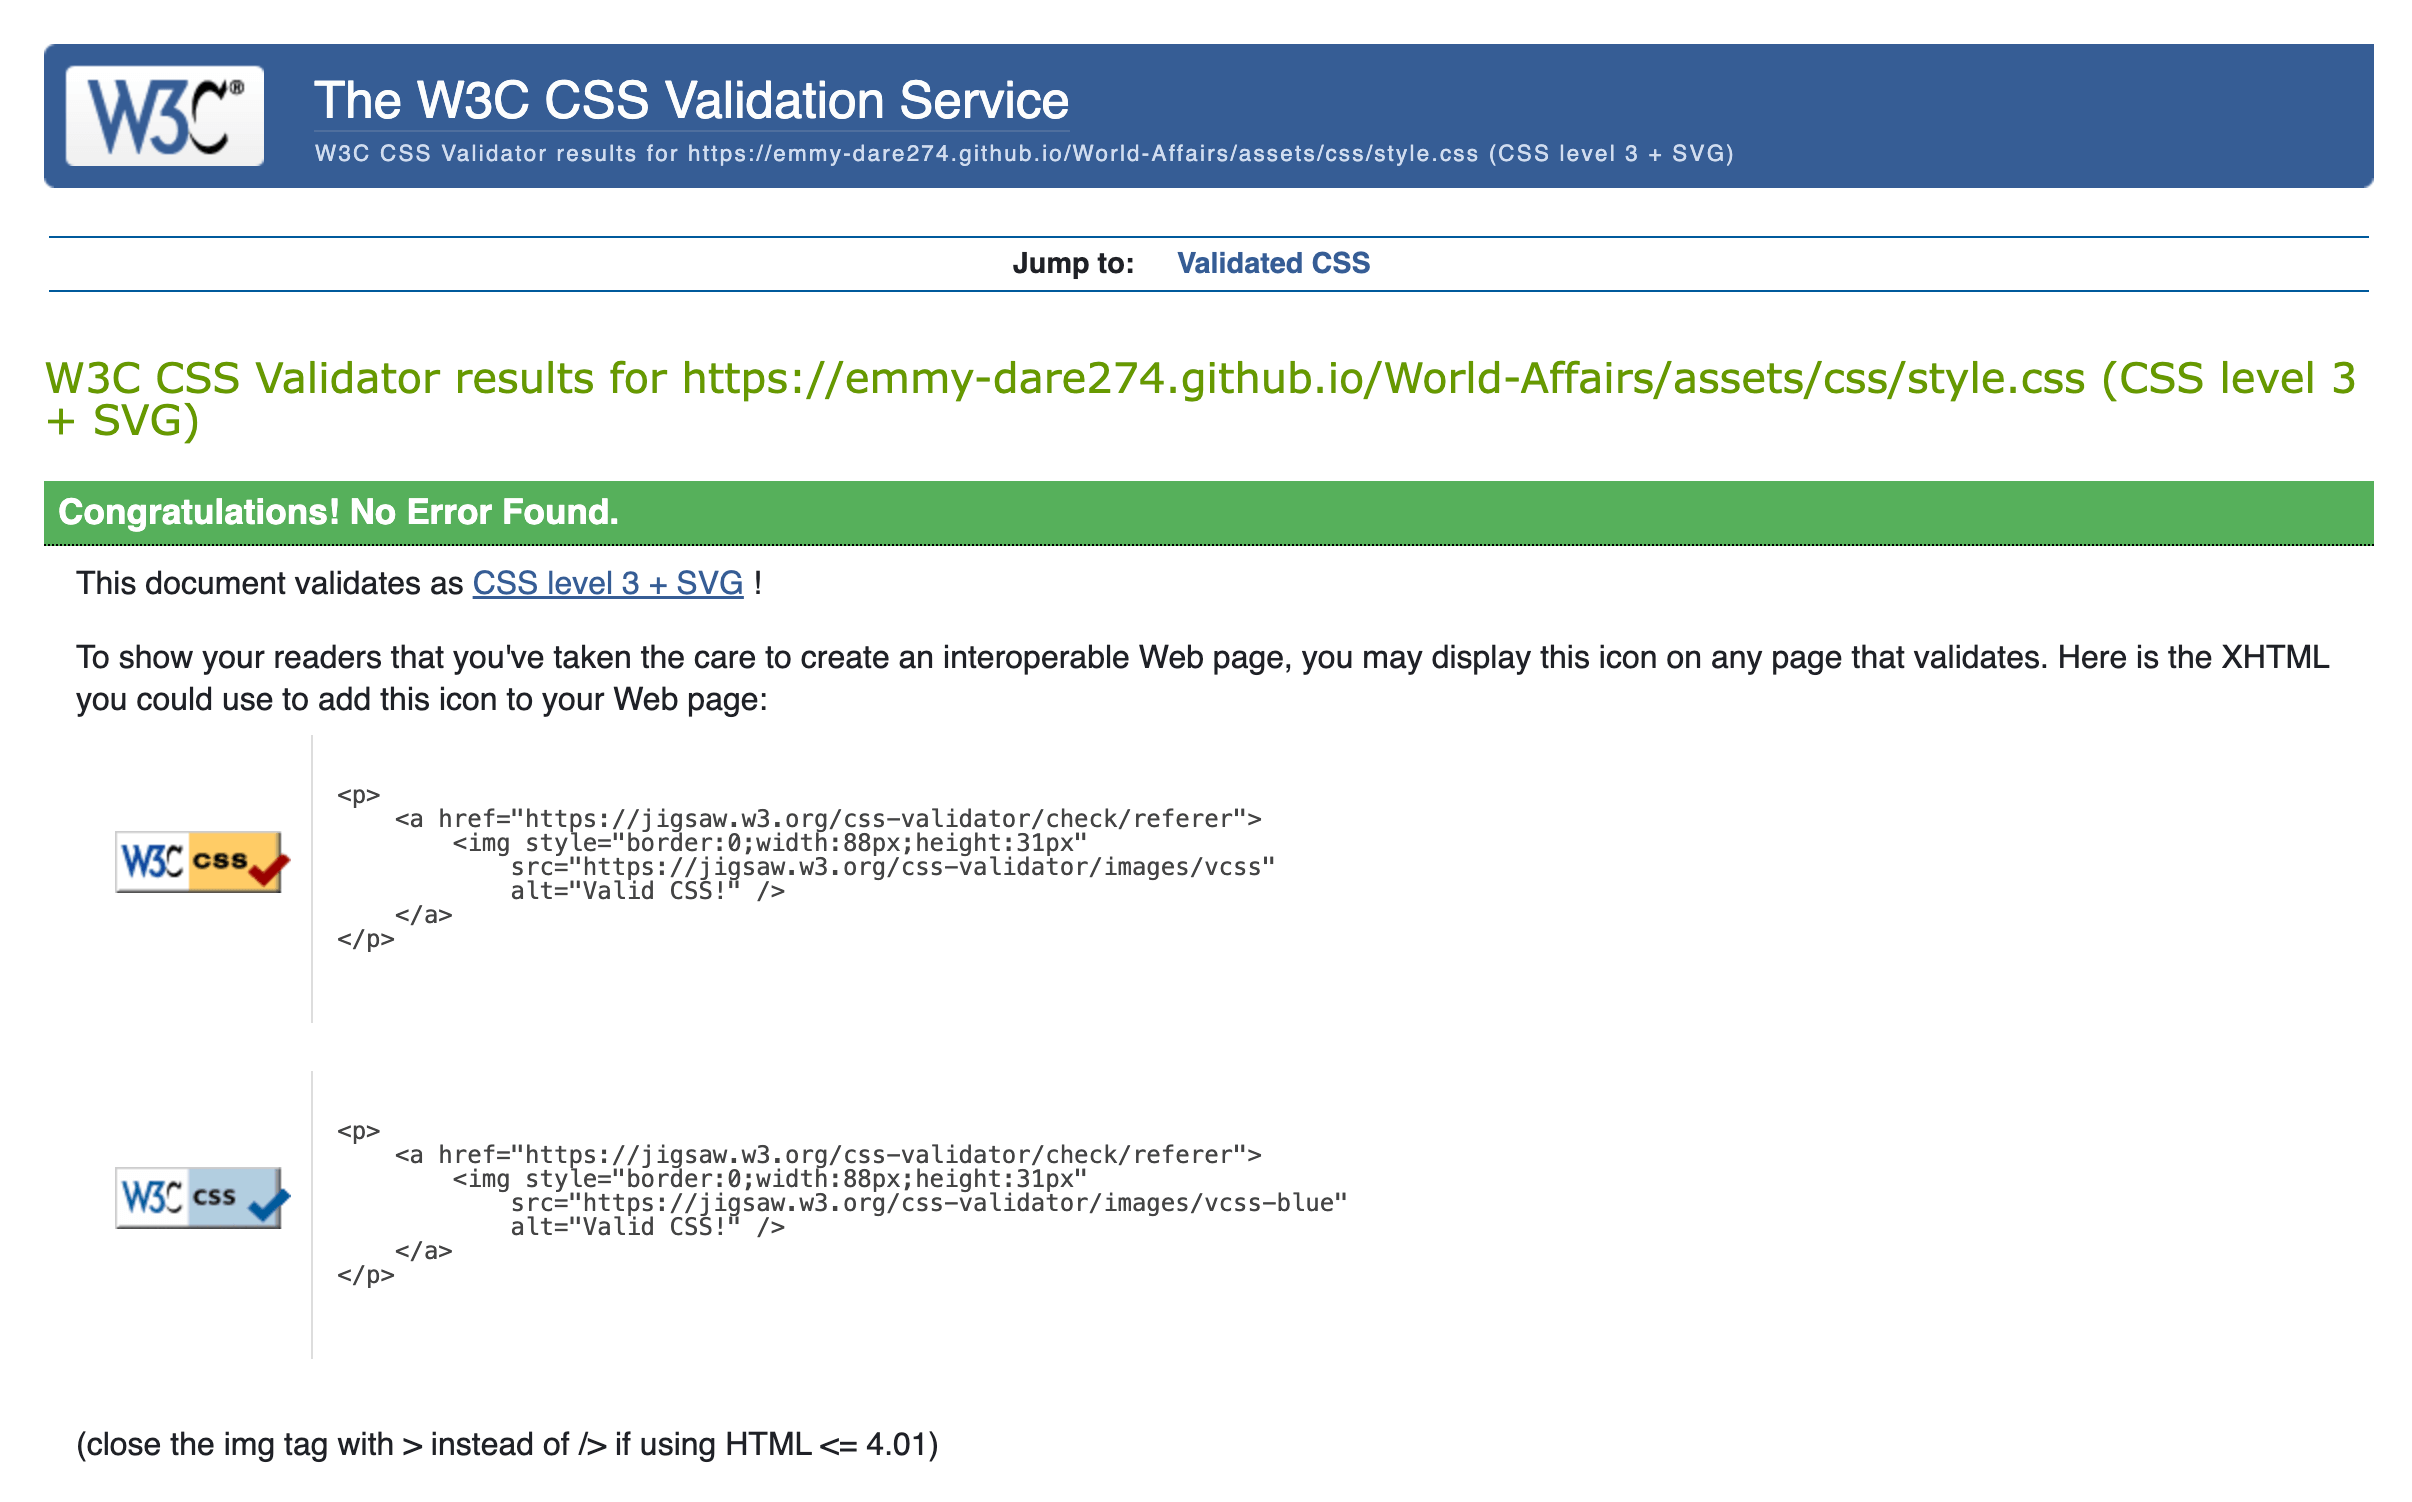 W3C®
The W3C CSS Validation Service
W3C CSS Validator results for https://emmy-dare274.github.io/World-Affairs/assets/css/style.css (CSS level 3 + SVG)
Jump to: Validated CSS
W3C CSS Validator results for https://emmy-dare274.github.io/World-Affairs/assets/css/style.css (CSS level 3
+ SVG)
Congratulations! No Error Found.
This document validates as CSS level 3 + SVG !
To show your readers that you've taken the care to create an interoperable Web page, you may display this icon on any page that validates. Here is the XHTML
you could use to add this icon to your Web page:
<p>
    <a href="https://jigsaw.w3.org/css-validator/check/referer">
        <img style="border:0;width:88px;height:31px"
            src="https://jigsaw.w3.org/css-validator/images/vcss"
W3C css
            alt="Valid CSS!" />
    </a>
</p>
<p>
    <a href="https://jigsaw.w3.org/css-validator/check/referer">
        <img style="border:0;width:88px;height:31px"
            src="https://jigsaw.w3.org/css-validator/images/vcss-blue"
W3C css
            alt="Valid CSS!" />
    </a>
</p>
(close the img tag with > instead of /> if using HTML <= 4.01)